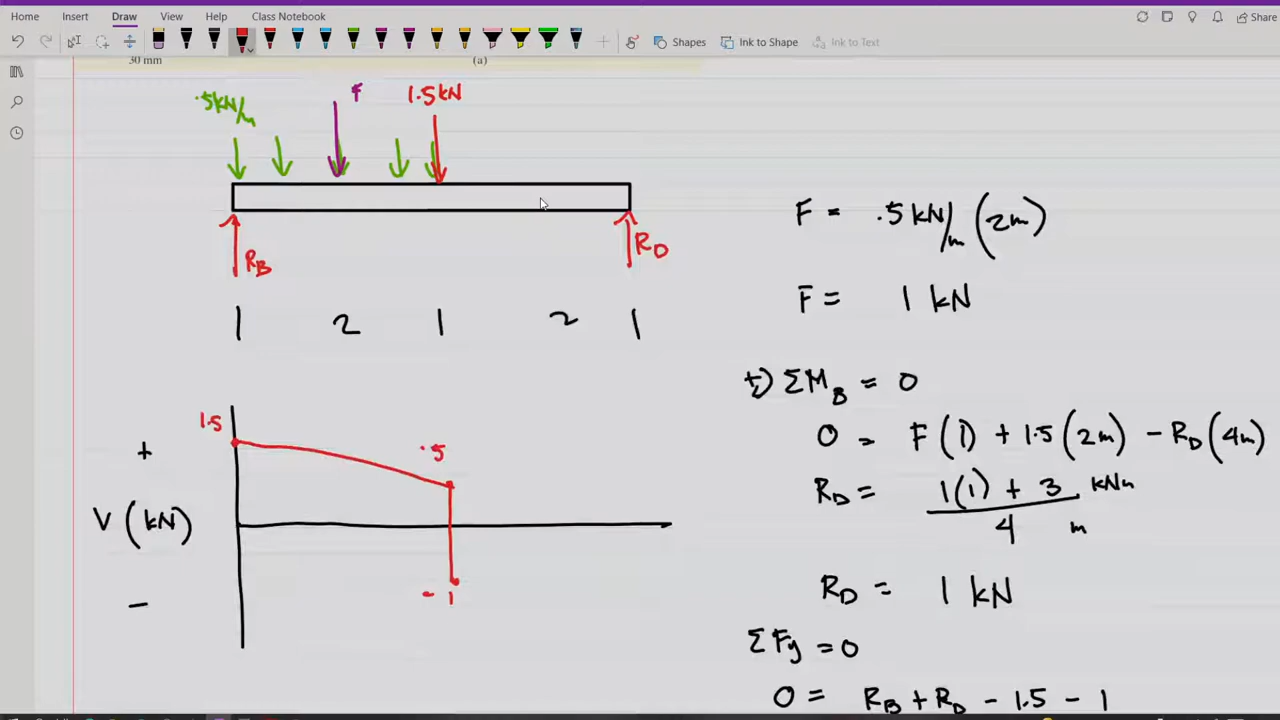 Home Insert Draw View Help Class Notebook Share
Shapes Ink to Shape Ink to Text
30 mm (a)
.5kN/m F 1.5kN
RB RD
1 2 1 2 1
F = .5 kN/m (2m)
F = 1 kN
+) ΣMB = 0
0 = F(1) + 1.5(2m) - RD(4m)
RD = 1(1) + 3 kNm
4 m
RD = 1 kN
ΣFy = 0
0 = RB + RD - 1.5 - 1
1.5
.5
+
V (kN)
-
-1